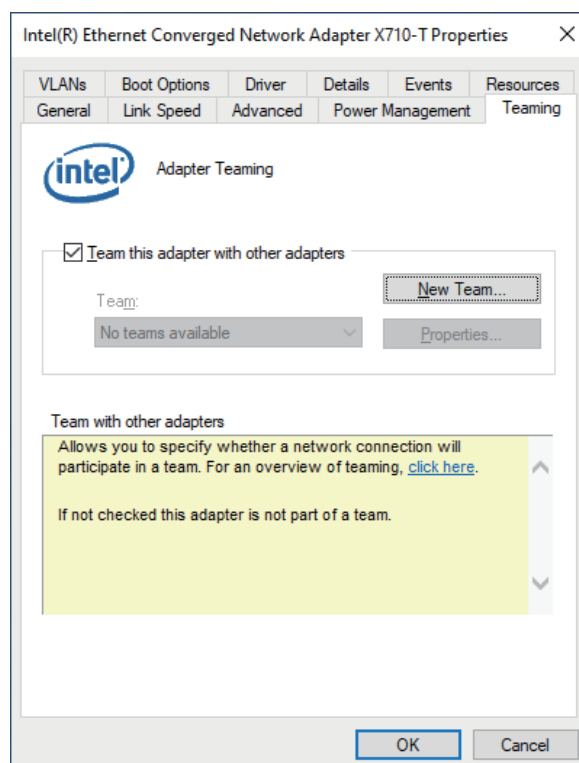 Intel(R) Ethernet Converged Network Adapter X710-T Properties
VLANs Boot Options Driver Details Events Resources
General Link Speed Advanced Power Management Teaming
intel
Adapter Teaming
Team this adapter with other adapters
New Team...
Team:
No teams available
Properties...
Team with other adapters
Allows you to specify whether a network connection will
participate in a team. For an overview of teaming, click here.
If not checked this adapter is not part of a team.
OK Cancel